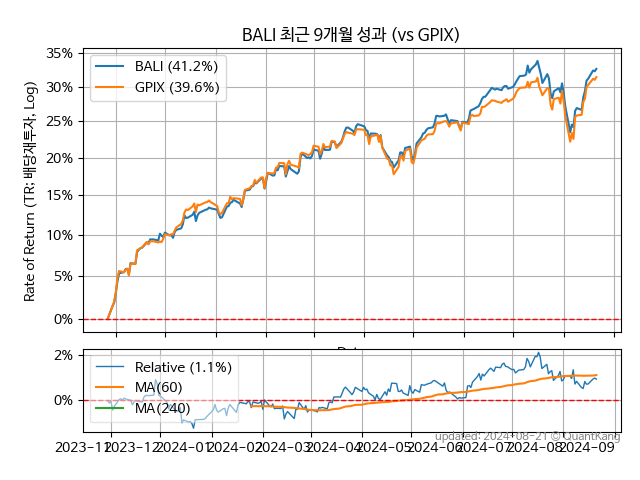 BALI 최근 9개월 성과 (vs GPIX)
Rate of Return (TR: 배당재투자, Log)
35%
30%
25%
20%
15%
10%
5%
0%
BALI (41.2%)
GPIX (39.6%)
2%
0%
Relative (1.1%)
MA(60)
MA(240)
2023-11
2023-12
2024-01
2024-02
2024-03
2024-04
2024-05
2024-06
2024-07
2024-08
2024-09
updated: 2024-08-21 © QuantKang